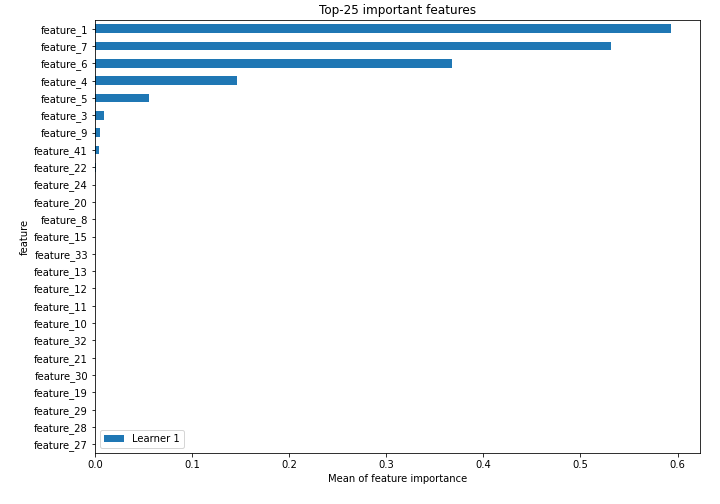 Top-25 important features
feature_1
feature_7
feature_6
feature_4
feature_5
feature_3
feature_9
feature_41
feature_22
feature_24
feature_20
feature_8
feature_15
feature_33
feature_13
feature_12
feature_11
feature_10
feature_32
feature_21
feature_30
feature_19
feature_29
feature_28
feature_27
feature
Learner 1
0.0 0.1 0.2 0.3 0.4 0.5 0.6
Mean of feature importance